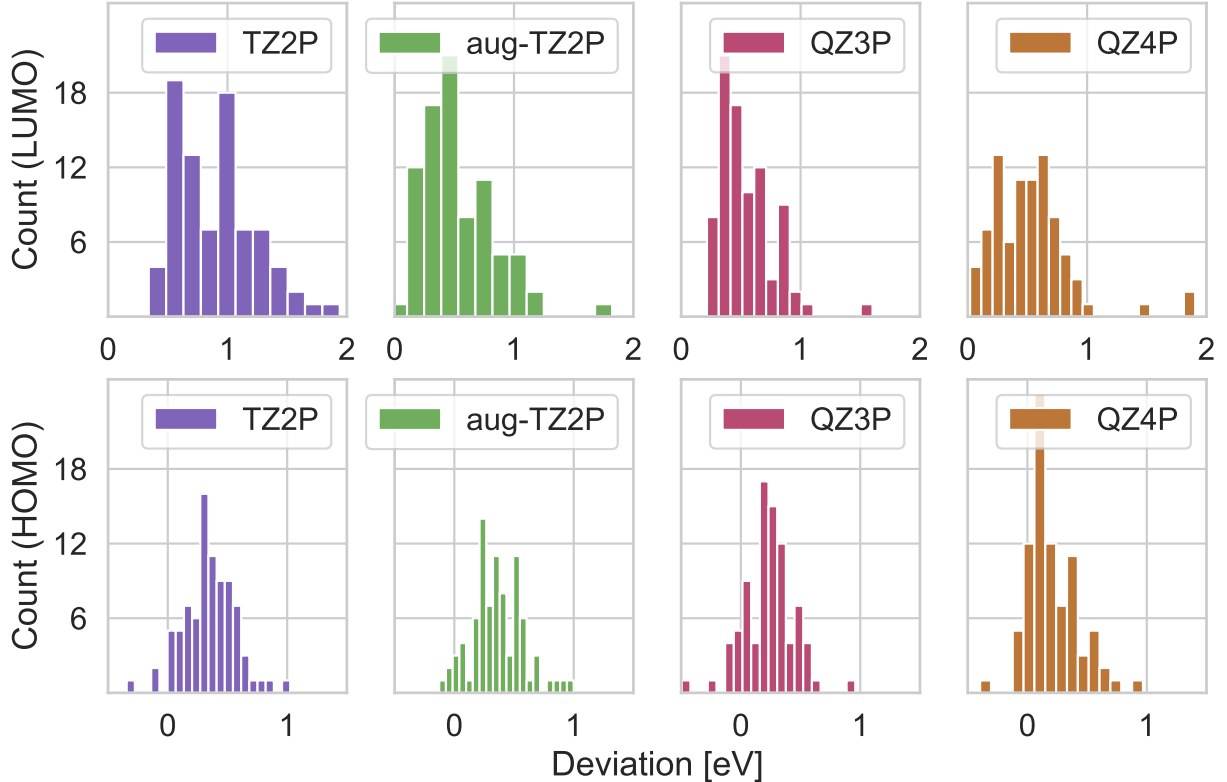 TZ2P aug-TZ2P QZ3P QZ4P
18
12
6
Count (LUMO)
0 1 2 0 1 2 0 1 2 0 1 2
TZ2P aug-TZ2P QZ3P QZ4P
18
12
6
Count (HOMO)
0 1 0 1 0 1 0 1
Deviation [eV]